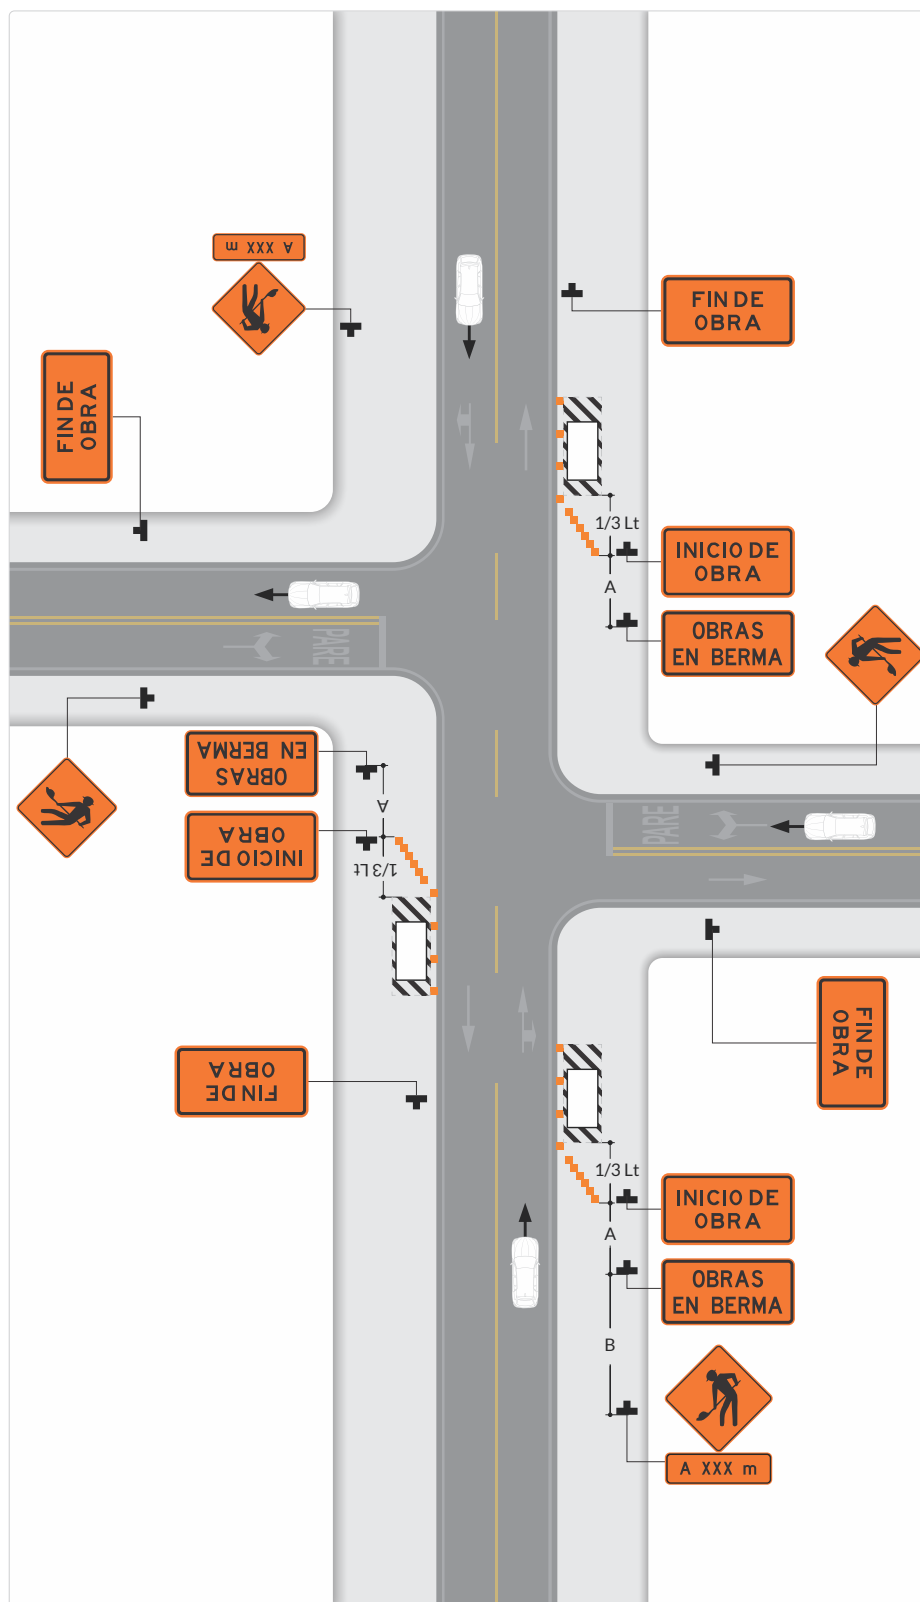 A XXX m
FIN DE
OBRA
FIN DE
OBRA
1/3 Lt
INICIO DE
OBRA
A
OBRAS
EN BERMA
PARE
OBRAS
EN BERMA
A
INICIO DE
OBRA
1/3 Lt
PARE
FIN DE
OBRA
FIN DE
OBRA
1/3 Lt
INICIO DE
OBRA
A
OBRAS
EN BERMA
B
A XXX m